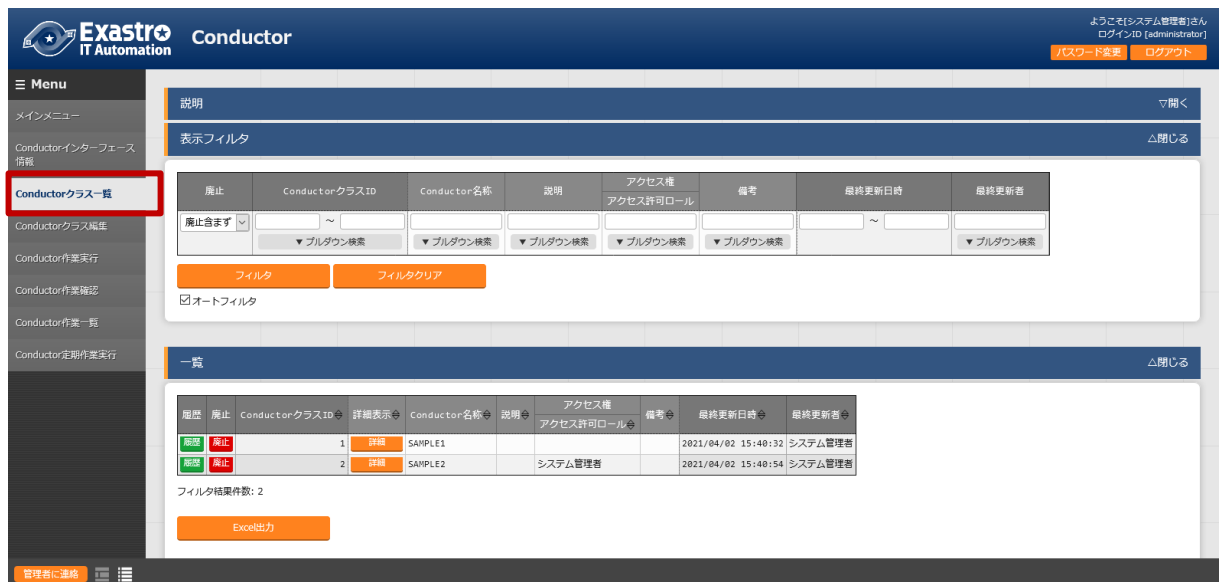 Exastro
IT Automation
Conductor
ようこそ[システム管理者]さん
ログインID [administrator]
パスワード変更 ログアウト
☰ Menu
メインメニュー
Conductorインターフェース
情報
Conductorクラス一覧
Conductorクラス編集
Conductor作業実行
Conductor作業確認
Conductor作業一覧
Conductor定期作業実行
説明 ▽開く
表示フィルタ △閉じる
廃止 ConductorクラスID Conductor名称 説明 アクセス権 備考 最終更新日時 最終更新者
アクセス許可ロール
廃止含まず ～ ～
▼ プルダウン検索 ▼ プルダウン検索 ▼ プルダウン検索 ▼ プルダウン検索 ▼ プルダウン検索 ▼ プルダウン検索
フィルタ フィルタクリア
☑オートフィルタ
一覧 △閉じる
履歴 廃止 ConductorクラスID 詳細表示 Conductor名称 説明 アクセス権 備考 最終更新日時 最終更新者
アクセス許可ロール
履歴 廃止 1 詳細 SAMPLE1 2021/04/02 15:40:32 システム管理者
履歴 廃止 2 詳細 SAMPLE2 システム管理者 2021/04/02 15:40:54 システム管理者
フィルタ結果件数: 2
Excel出力
管理者に連絡